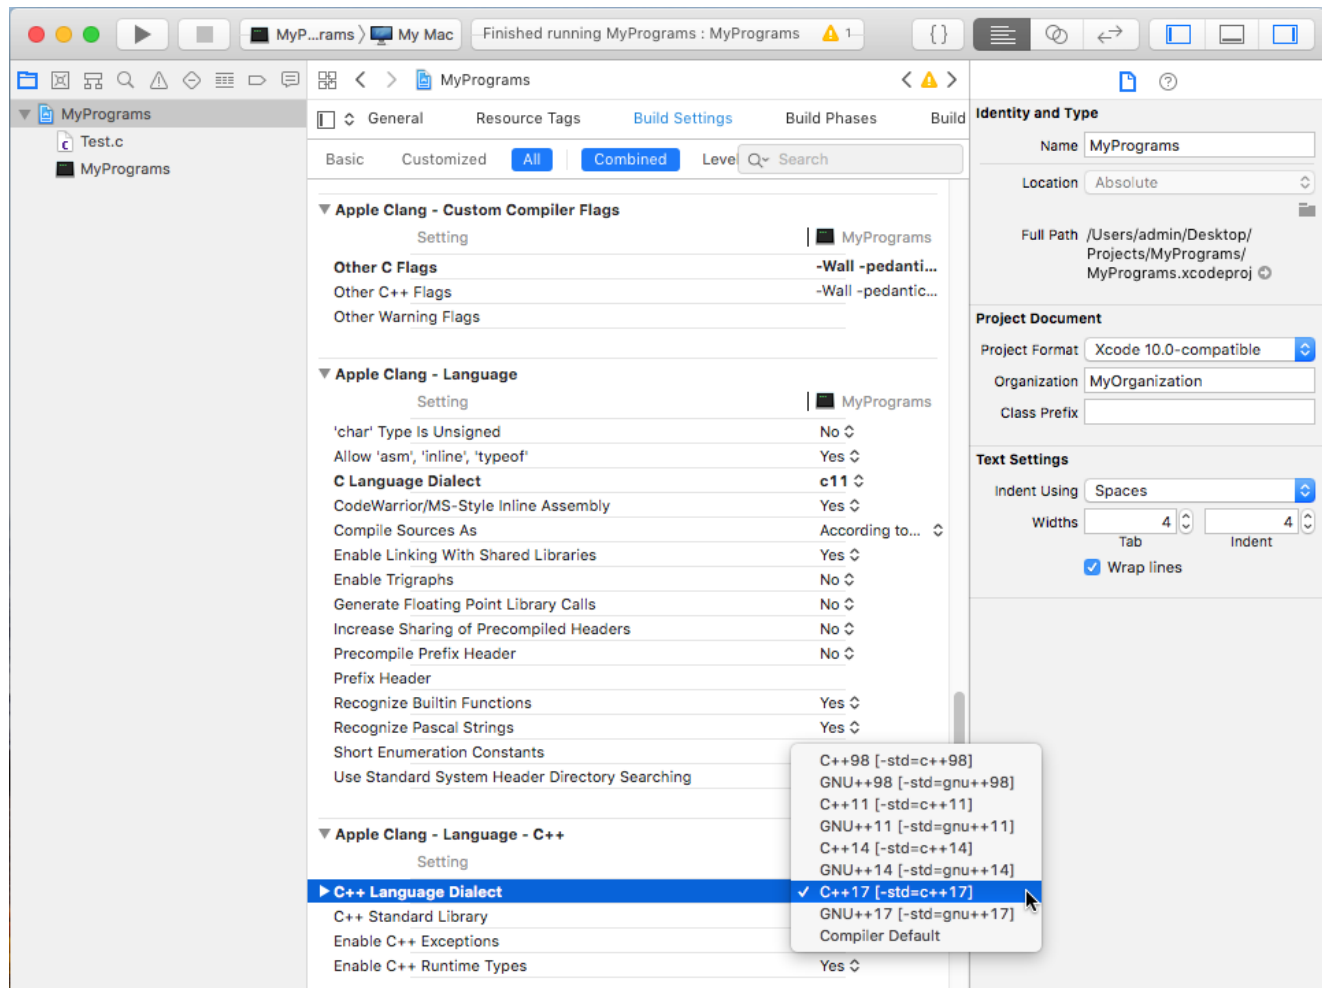 MyP...rams
My Mac
Finished running MyPrograms : MyPrograms
1
{ }
MyPrograms
Test.c
MyPrograms
MyPrograms
General
Resource Tags
Build Settings
Build Phases
Build
Basic
Customized
All
Combined
Level
Search
Apple Clang - Custom Compiler Flags
Setting
MyPrograms
Other C Flags
-Wall -pedanti...
Other C++ Flags
-Wall -pedantic...
Other Warning Flags
Apple Clang - Language
Setting
MyPrograms
'char' Type Is Unsigned
No
Allow 'asm', 'inline', 'typeof'
Yes
C Language Dialect
c11
CodeWarrior/MS-Style Inline Assembly
Yes
Compile Sources As
According to...
Enable Linking With Shared Libraries
Yes
Enable Trigraphs
No
Generate Floating Point Library Calls
No
Increase Sharing of Precompiled Headers
No
Precompile Prefix Header
No
Prefix Header
Recognize Builtin Functions
Yes
Recognize Pascal Strings
Yes
Short Enumeration Constants
Use Standard System Header Directory Searching
Apple Clang - Language - C++
Setting
C++ Language Dialect
C++ Standard Library
Enable C++ Exceptions
Enable C++ Runtime Types
Yes
C++98 [-std=c++98]
GNU++98 [-std=gnu++98]
C++11 [-std=c++11]
GNU++11 [-std=gnu++11]
C++14 [-std=c++14]
GNU++14 [-std=gnu++14]
C++17 [-std=c++17]
GNU++17 [-std=gnu++17]
Compiler Default
Identity and Type
Name
MyPrograms
Location
Absolute
Full Path
/Users/admin/Desktop/
Projects/MyPrograms/
MyPrograms.xcodeproj
Project Document
Project Format
Xcode 10.0-compatible
Organization
MyOrganization
Class Prefix
Text Settings
Indent Using
Spaces
Widths
4
4
Tab
Indent
Wrap lines